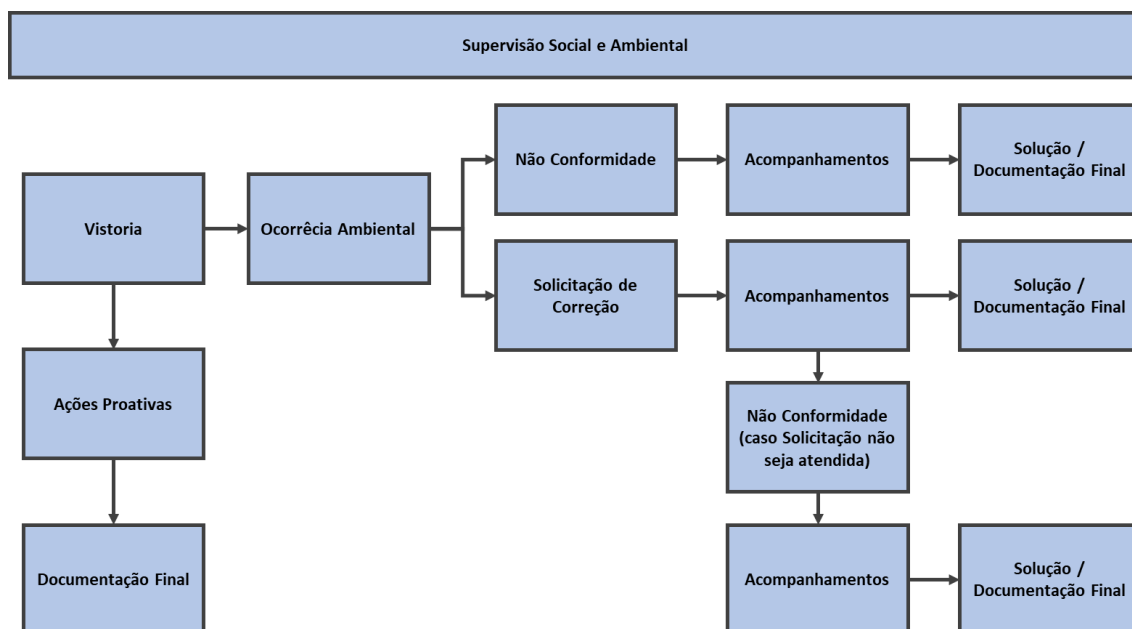 Supervisão Social e Ambiental
Não Conformidade
Acompanhamentos
Solução /
Documentação Final
Vistoria
Ocorrêcia Ambiental
Solicitação de
Correção
Acompanhamentos
Solução /
Documentação Final
Ações Proativas
Não Conformidade
(caso Solicitação não
seja atendida)
Documentação Final
Acompanhamentos
Solução /
Documentação Final